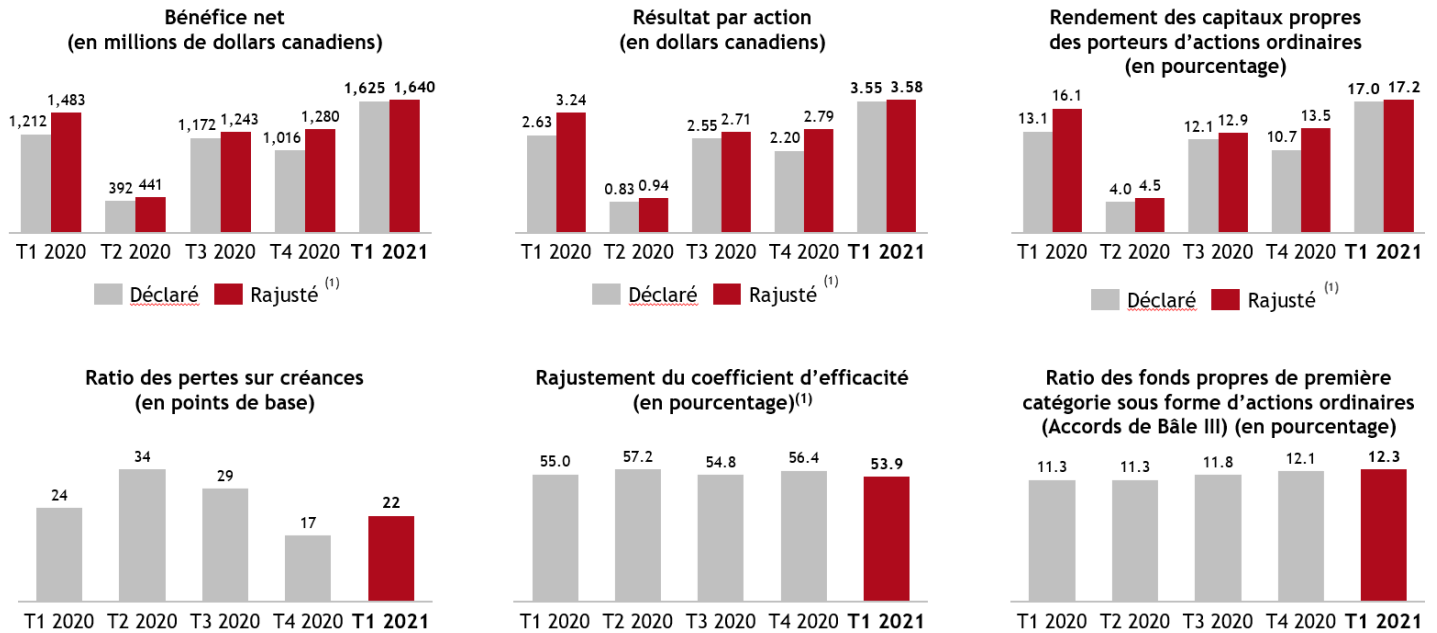 Bénéfice net
(en millions de dollars canadiens)
1,212 1,483 392 441 1,172 1,243 1,016 1,280 1,625 1,640
T1 2020 T2 2020 T3 2020 T4 2020 T1 2021
Déclaré Rajusté (1)
Résultat par action
(en dollars canadiens)
2.63 3.24 0.83 0.94 2.55 2.71 2.20 2.79 3.55 3.58
T1 2020 T2 2020 T3 2020 T4 2020 T1 2021
Déclaré Rajusté (1)
Rendement des capitaux propres
des porteurs d’actions ordinaires
(en pourcentage)
13.1 16.1 4.0 4.5 12.1 12.9 10.7 13.5 17.0 17.2
T1 2020 T2 2020 T3 2020 T4 2020 T1 2021
Déclaré Rajusté (1)
Ratio des pertes sur créances
(en points de base)
24 34 29 17 22
T1 2020 T2 2020 T3 2020 T4 2020 T1 2021
Rajustement du coefficient d’efficacité
(en pourcentage)(1)
55.0 57.2 54.8 56.4 53.9
T1 2020 T2 2020 T3 2020 T4 2020 T1 2021
Ratio des fonds propres de première
catégorie sous forme d’actions ordinaires
(Accords de Bâle III) (en pourcentage)
11.3 11.3 11.8 12.1 12.3
T1 2020 T2 2020 T3 2020 T4 2020 T1 2021